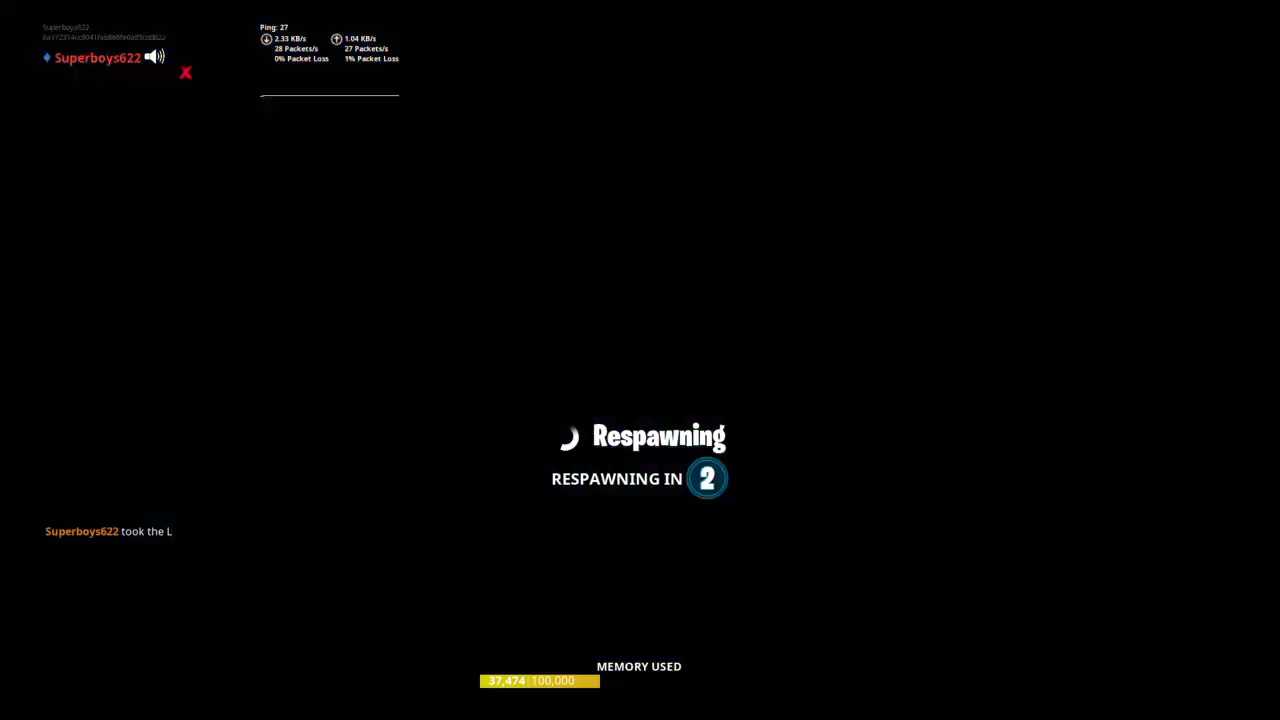 Superboys622
Superboys622
X
Ping: 27
2.33 KB/s
1.04 KB/s
28 Packets/s
27 Packets/s
0% Packet Loss
1% Packet Loss
Respawning
RESPAWNING IN 2
Superboys622 took the L
MEMORY USED
37,474 | 100,000